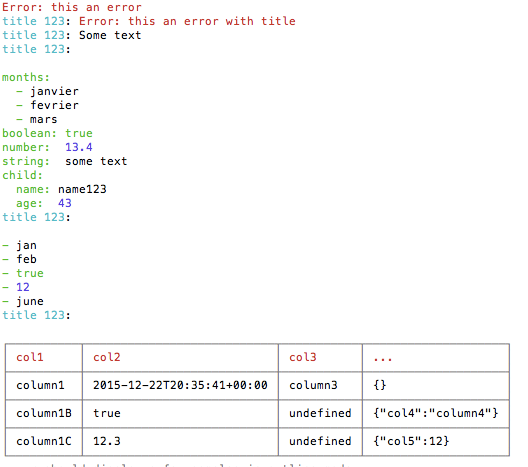 Error: this an error
title 123: Error: this an error with title
title 123: Some text
title 123:
months:
- janvier
- fevrier
- mars
boolean: true
number: 13.4
string: some text
child:
name: name123
age: 43
title 123:
- jan
- feb
- true
- 12
- june
title 123:
col1 col2 col3 ...
column1 2015-12-22T20:35:41+00:00 column3 {}
column1B true undefined {"col4":"column4"}
column1C 12.3 undefined {"col5":12}